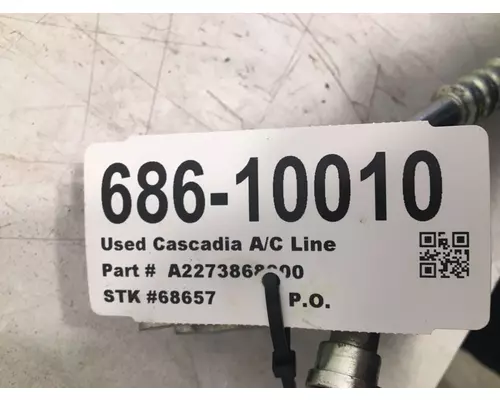 686-10010
Used Cascadia A/C Line
Part #
STK #68657 P.O.